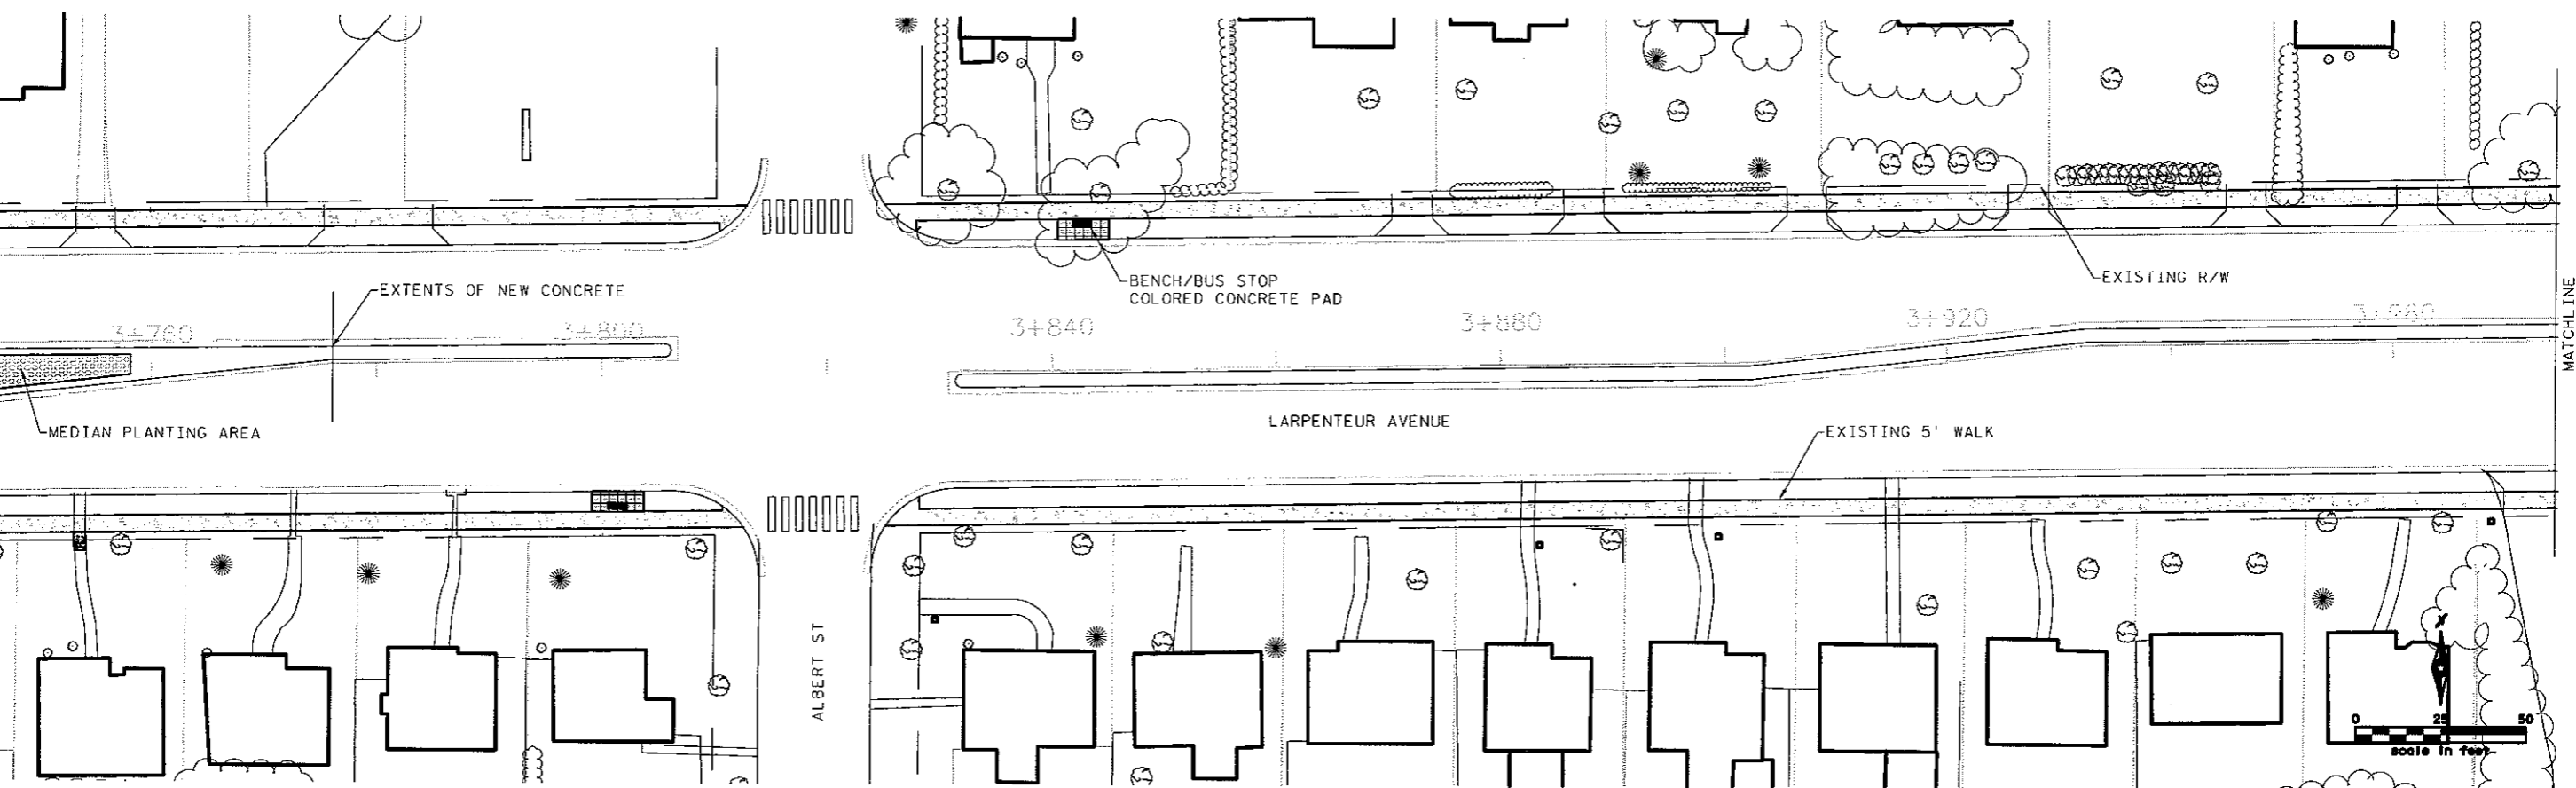 BENCH/BUS STOP
COLORED CONCRETE PAD
EXISTING R/W
EXTENTS OF NEW CONCRETE
MATCHLINE
3+760
3+800
3+840
3+880
3+920
MEDIAN PLANTING AREA
LARPENTEUR AVENUE
EXISTING 5' WALK
ALBERT ST
0 25 50
scale in feet